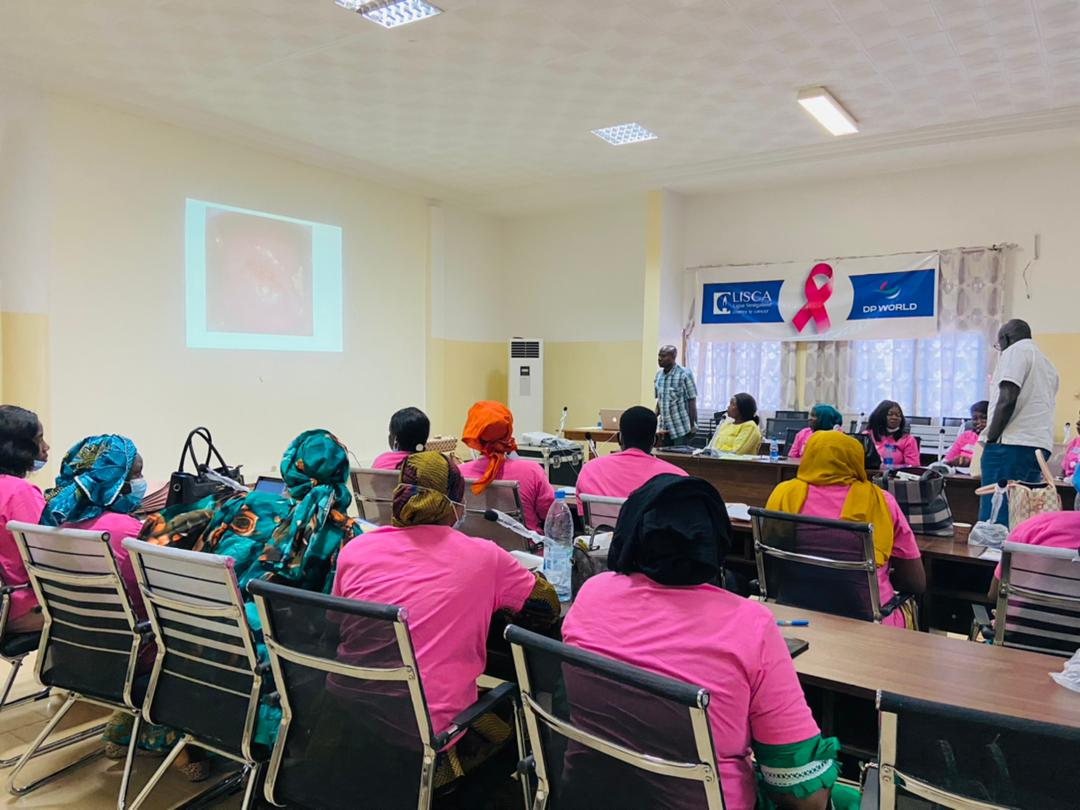 LISCA
Ligue Sénégalaise
contre le cancer
DP WORLD